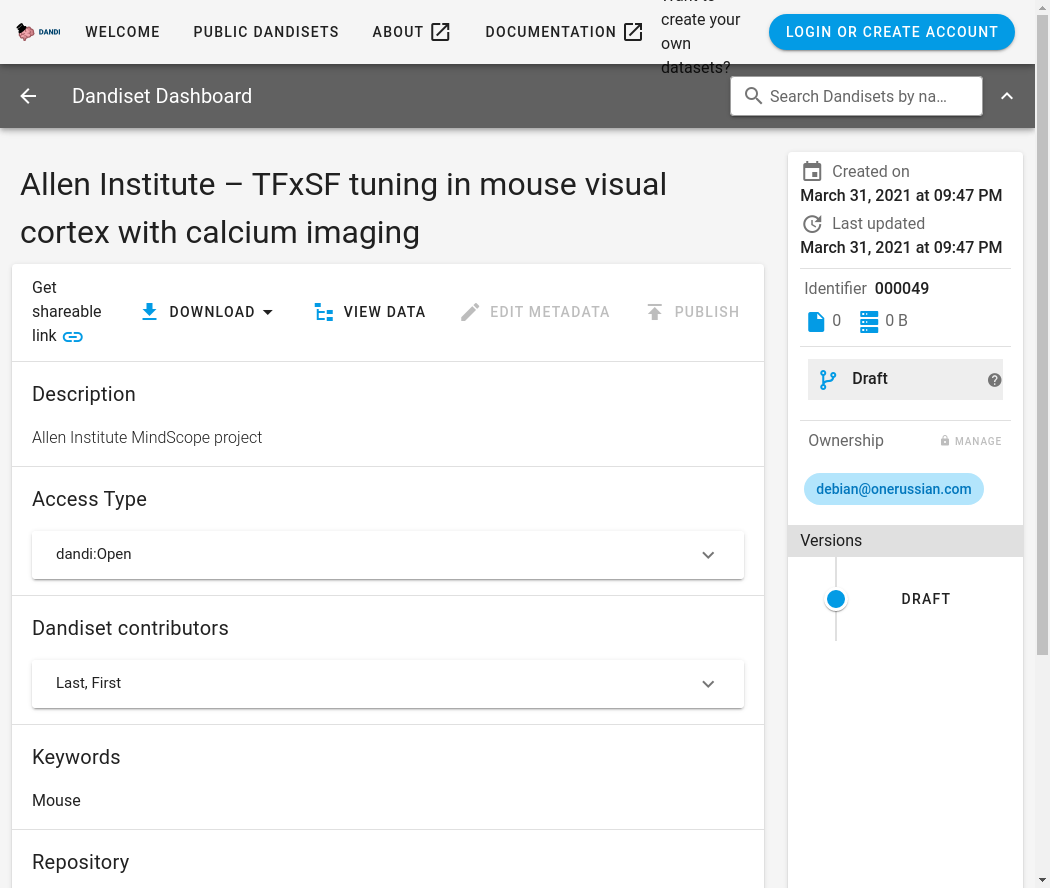 DANDI
WELCOME
PUBLIC DANDISETS
ABOUT
DOCUMENTATION
create your
own
datasets?
LOGIN OR CREATE ACCOUNT
Dandiset Dashboard
Search Dandisets by na…
Allen Institute – TFxSF tuning in mouse visual
cortex with calcium imaging
Get
shareable
link
DOWNLOAD
VIEW DATA
EDIT METADATA
PUBLISH
Description
Allen Institute MindScope project
Access Type
dandi:Open
Dandiset contributors
Last, First
Keywords
Mouse
Repository
Created on
March 31, 2021 at 09:47 PM
Last updated
March 31, 2021 at 09:47 PM
Identifier 000049
0
0 B
Draft
Ownership
MANAGE
debian@onerussian.com
Versions
DRAFT